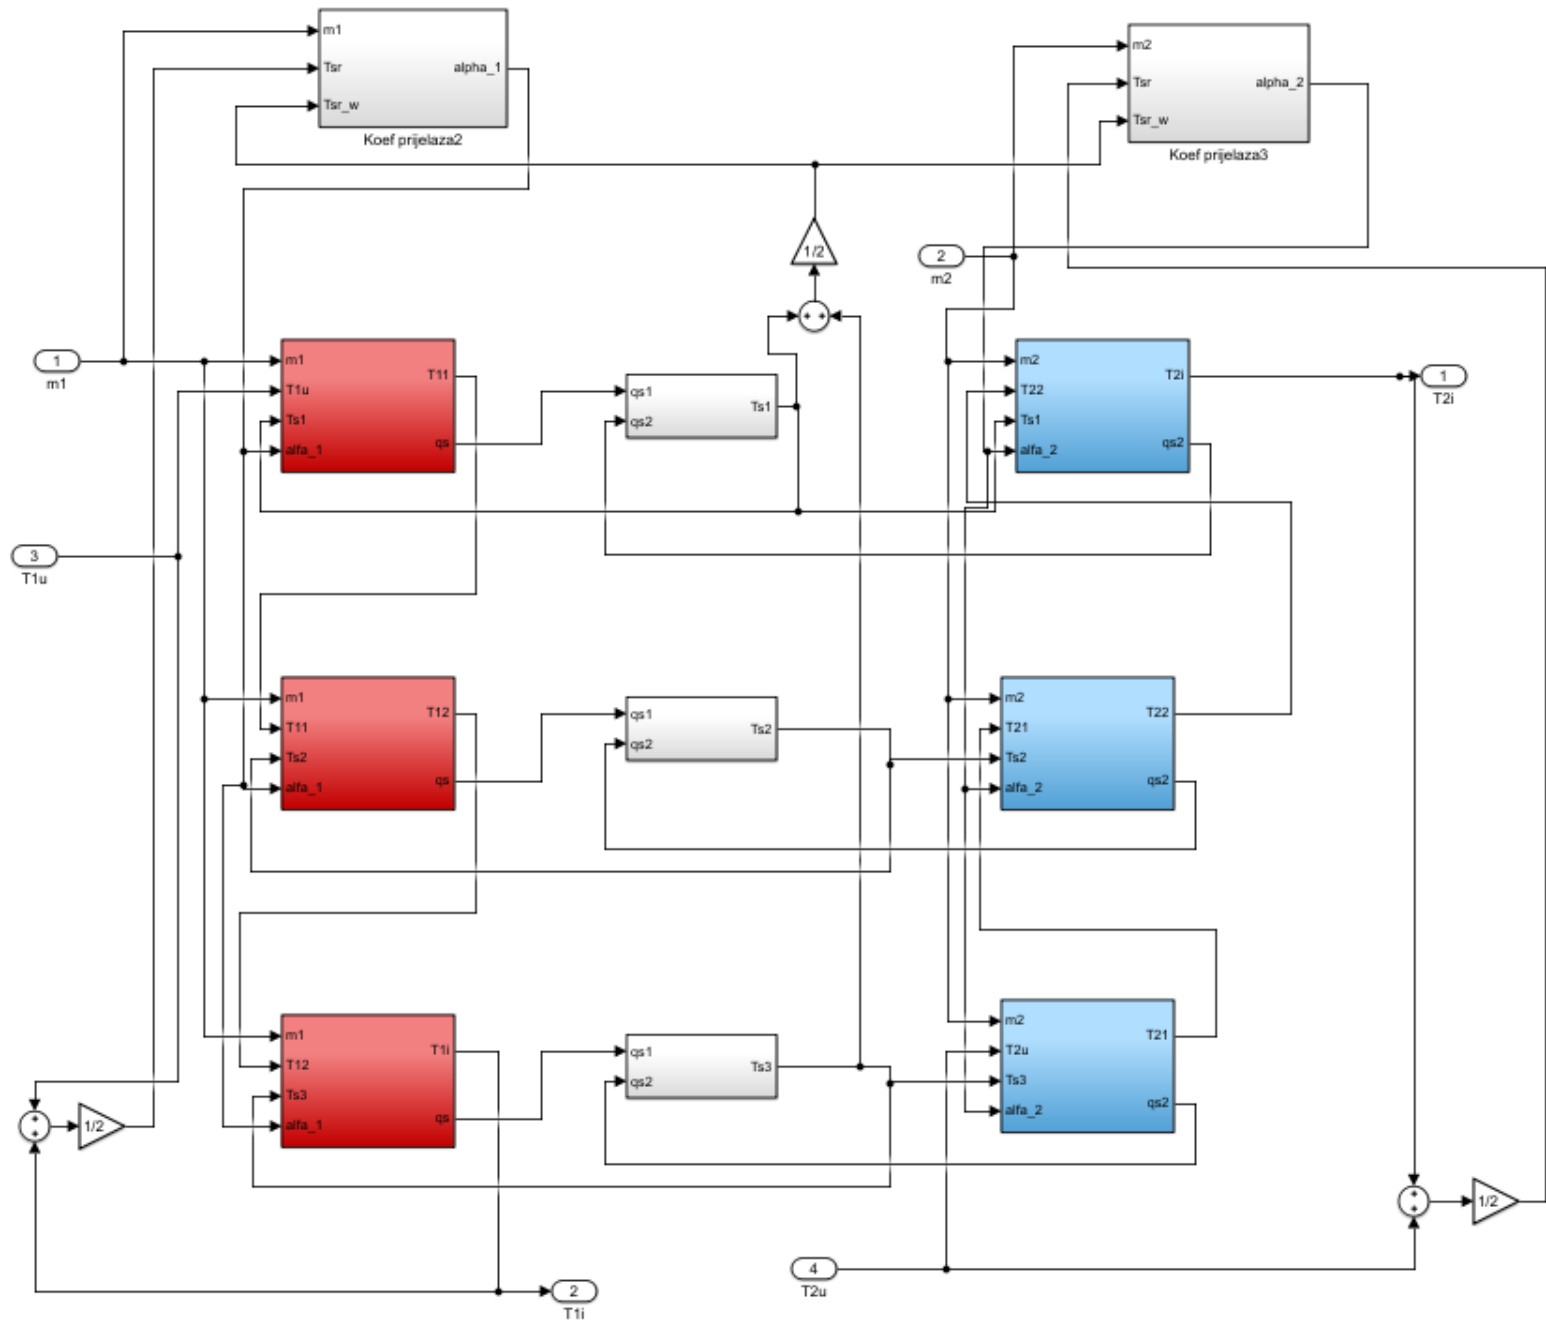 m1
Tsr
Tsr_w
alpha_1
Koef prijelaza2
m2
Tsr
Tsr_w
alpha_2
Koef prijelaza3
1/2
+ +
2
m2
1
m1
m1
T1u
Ts1
alfa_1
T11
qs
qs1
qs2
Ts1
m2
T22
Ts1
alfa_2
T2i
qs2
1
T2i
3
T1u
m1
T11
Ts2
alfa_1
T12
qs
qs1
qs2
Ts2
m2
T21
Ts2
alfa_2
T22
qs2
m1
T12
Ts3
alfa_1
T1i
qs
qs1
qs2
Ts3
m2
T2u
Ts3
alfa_2
T21
qs2
+
+
1/2
+
+
1/2
4
T2u
2
T1i